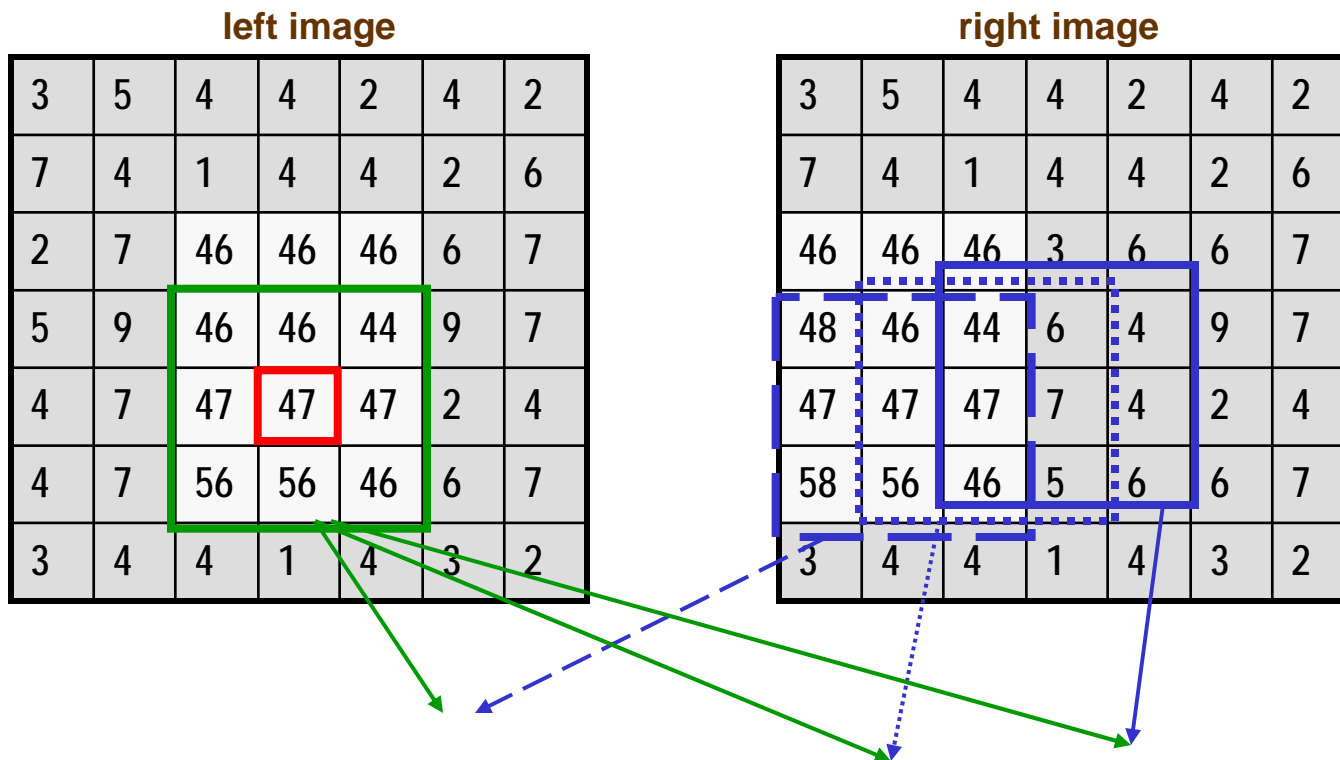 left image
3 5 4 4 2 4 2
7 4 1 4 4 2 6
2 7 46 46 46 6 7
5 9 46 46 44 9 7
4 7 47 47 47 2 4
4 7 56 56 46 6 7
3 4 4 1 4 3 2
right image
3 5 4 4 2 4 2
7 4 1 4 4 2 6
46 46 46 3 6 6 7
48 46 44 6 4 9 7
47 47 47 7 4 2 4
58 56 46 5 6 6 7
3 4 4 1 4 3 2